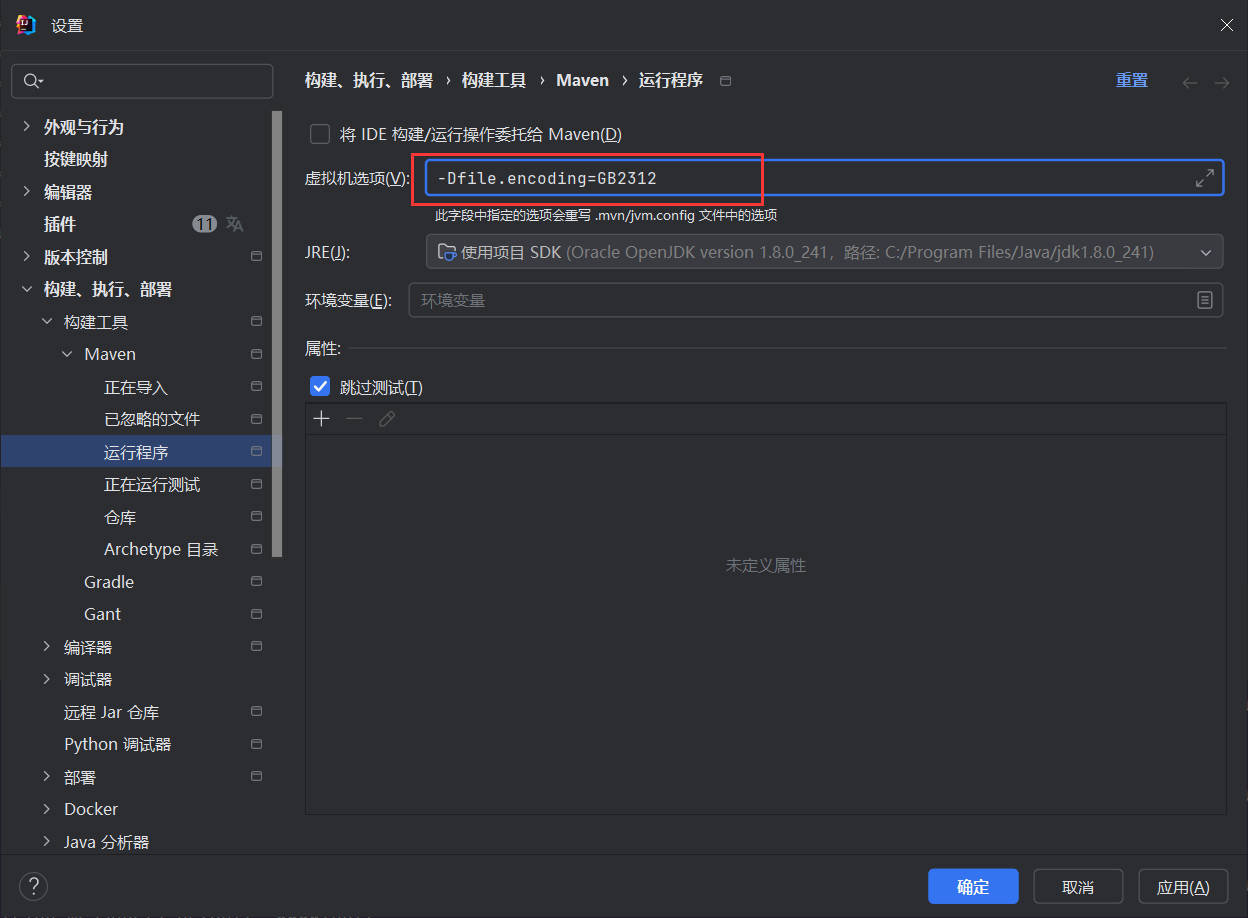 设置
构建、执行、部署 › 构建工具 › Maven › 运行程序
重置
外观与行为
按键映射
编辑器
插件 11
版本控制
构建、执行、部署
构建工具
Maven
正在导入
已忽略的文件
运行程序
正在运行测试
仓库
Archetype 目录
Gradle
Gant
编译器
调试器
远程 Jar 仓库
Python 调试器
部署
Docker
Java 分析器
将 IDE 构建/运行操作委托给 Maven(D)
虚拟机选项(V): -Dfile.encoding=GB2312
此字段中指定的选项会重写 .mvn/jvm.config 文件中的选项
JRE(J): 使用项目 SDK (Oracle OpenJDK version 1.8.0_241，路径: C:/Program Files/Java/jdk1.8.0_241)
环境变量(E): 环境变量
属性:
跳过测试(T)
未定义属性
? 确定 取消 应用(A)